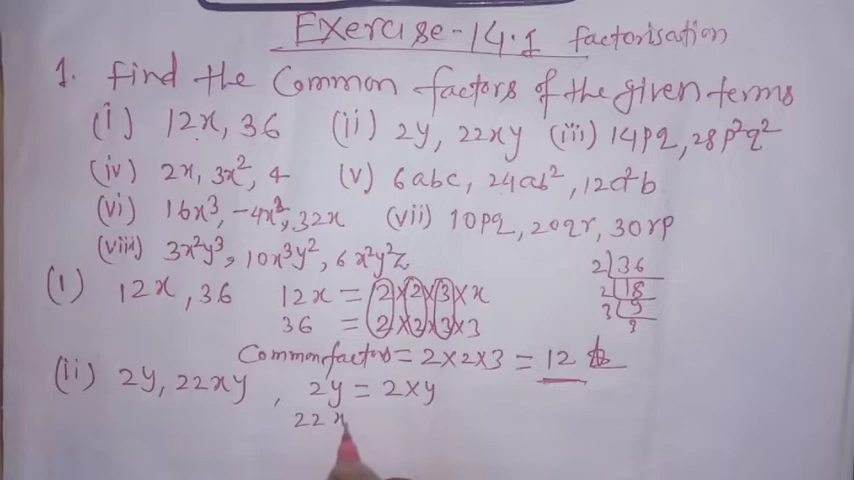 Exercise-14.1 factorisation
1. find the Common factors of the given terms
(i) 12x, 36 (ii) 2y, 22xy (iii) 14pq, 28p²q²
(iv) 2x, 3x², 4 (v) 6abc, 24ab², 12a²b
(vi) 16x³, -4x², 32x (vii) 10pq, 20qr, 30rp
(viii) 3x²y³, 10x³y², 6x²y²z
(1) 12x, 36 12x = 2×2×3×x
36 = 2×2×3×3
2 36
2 18
3 9
3
Common factors = 2×2×3 = 12
(ii) 2y, 22xy, 2y = 2×y
22x